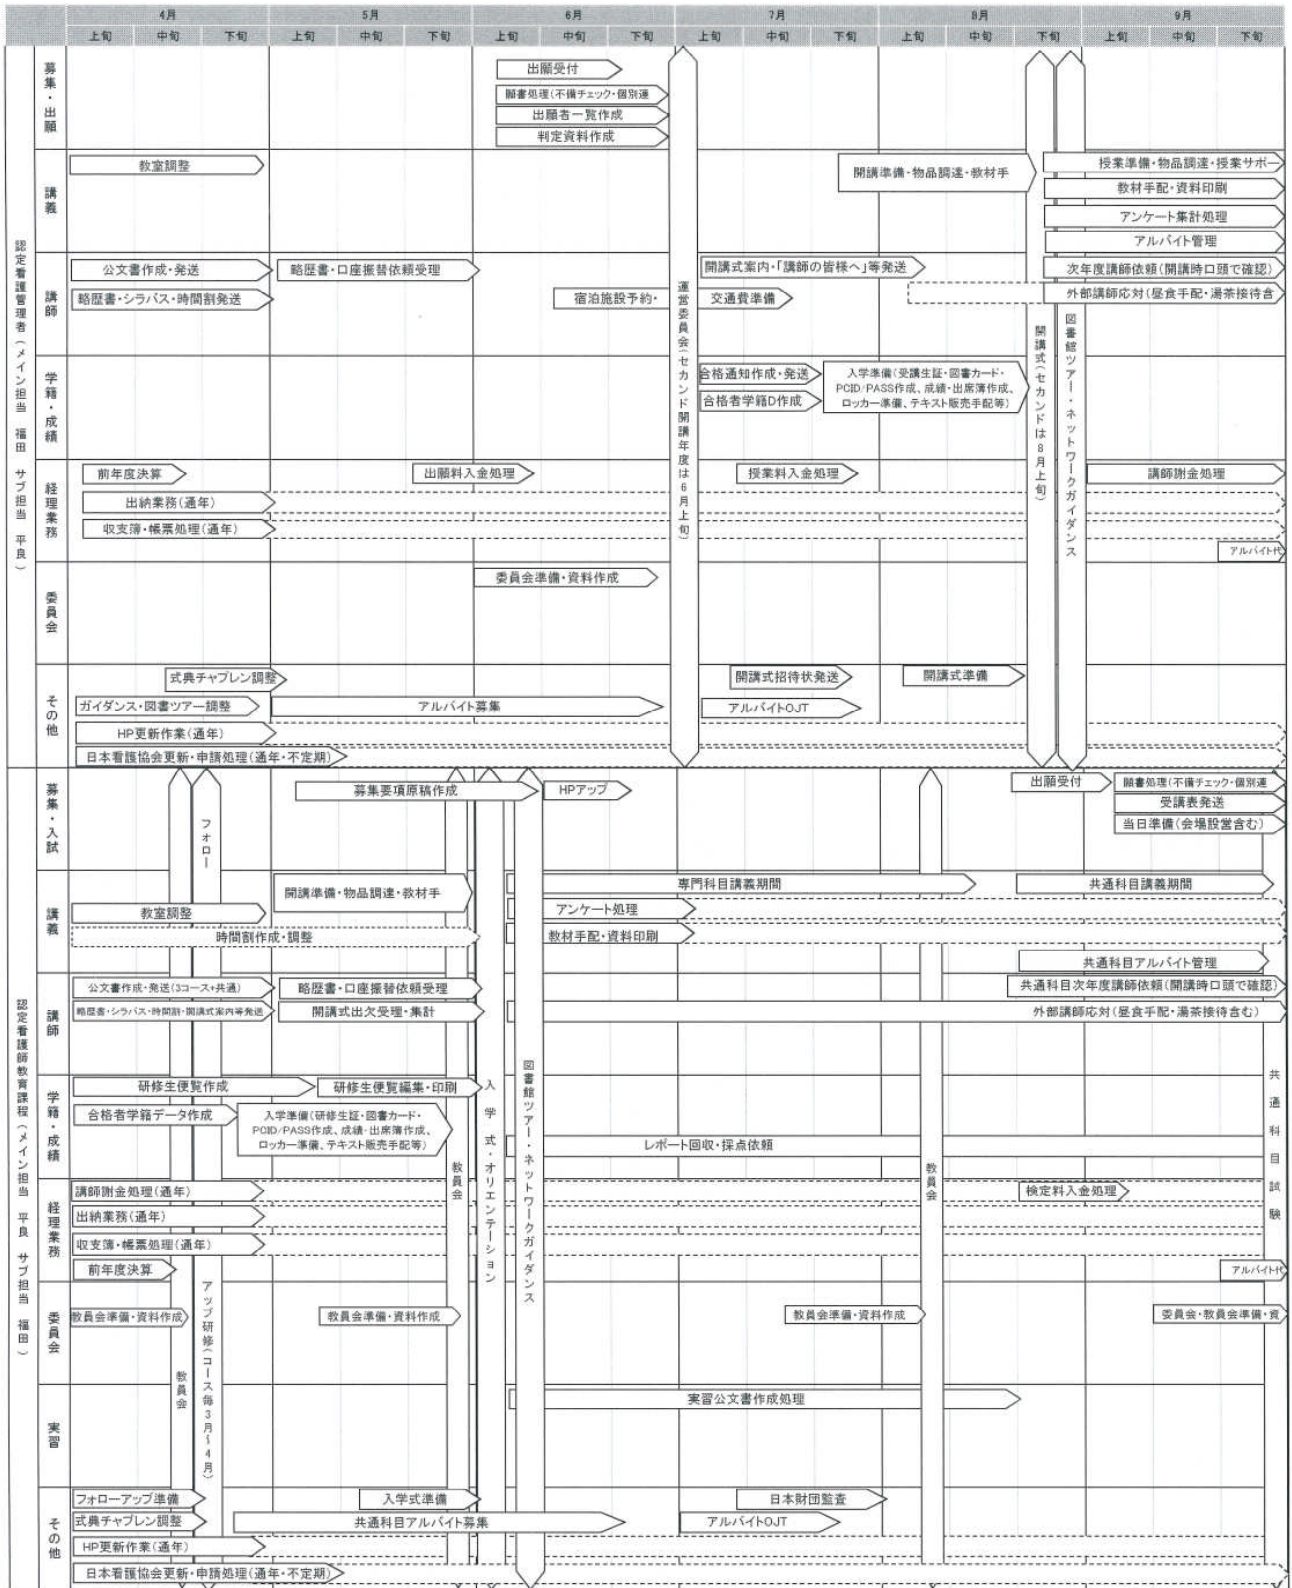 4月 5月 6月 7月 8月 9月
上旬 中旬 下旬 上旬 中旬 下旬 上旬 中旬 下旬 上旬 中旬 下旬 上旬 中旬 下旬 上旬 中旬 下旬
認定看護管理者(メイン担当 福田 サブ担当 平良)
募集・出願
出願受付
願書処理(不備チェック・個別連
出願者一覧作成
判定資料作成
講義
教室調整
開講準備・物品調達・教材手
授業準備・物品調達・授業サポー
教材手配・資料印刷
アンケート集計処理
アルバイト管理
講師
公文書作成・発送
略歴書・口座振替依頼受理
開講式案内・「講師の皆様へ」等発送
次年度講師依頼(開講時口頭で確認)
略歴書・シラバス・時間割発送
宿泊施設予約・
交通費準備
外部講師応対(昼食手配・湯茶接待含
学籍・成績
合格通知作成・発送
合格者学籍D作成
入学準備(受講生証・図書カード・
PCID/PASS作成、成績・出席簿作成、
ロッカー準備、テキスト販売手配等)
経理業務
前年度決算
出願料入金処理
授業料入金処理
講師謝金処理
出納業務(通年)
収支簿・帳票処理(通年)
アルバイト代
委員会
委員会準備・資料作成
その他
式典チャプレン調整
開講式招待状発送
開講式準備
ガイダンス・図書ツアー調整
アルバイト募集
アルバイトOJT
HP更新作業(通年)
日本看護協会更新・申請処理(通年・不定期)
運営委員会(セカンド開講年度は6月上旬)
開講式(セカンドは8月上旬)
図書館ツアー・ネットワークガイダンス
認定看護師教育課程(メイン担当 平良 サブ担当 福田)
募集・入試
募集要項原稿作成
HPアップ
出願受付
願書処理(不備チェック・個別連
受講表発送
当日準備(会場設営含む)
講義
開講準備・物品調達・教材手
専門科目講義期間
共通科目講義期間
教室調整
アンケート処理
時間割作成・調整
教材手配・資料印刷
共通科目アルバイト管理
講師
公文書作成・発送(3コース+共通)
略歴書・口座振替依頼受理
共通科目次年度講師依頼(開講時口頭で確認)
略歴書・シラバス・時間割・開講式案内等発送
開講式出欠受理・集計
外部講師応対(昼食手配・湯茶接待含む)
学籍・成績
研修生便覧作成
研修生便覧編集・印刷
合格者学籍データ作成
入学準備(研修生証・図書カード・
PCID/PASS作成、成績・出席簿作成、
ロッカー準備、テキスト販売手配等)
レポート回収・採点依頼
経理業務
講師謝金処理(通年)
検定料入金処理
出納業務(通年)
収支簿・帳票処理(通年)
前年度決算
アルバイト代
委員会
教員会準備・資料作成
教員会準備・資料作成
教員会準備・資料作成
委員会・教員会準備・資
実習
実習公文書作成処理
その他
フォローアップ準備
入学式準備
日本財団監査
式典チャプレン調整
共通科目アルバイト募集
アルバイトOJT
HP更新作業(通年)
日本看護協会更新・申請処理(通年・不定期)
教員会
フォロー
アップ研修(コース毎3月~4月)
教員会
入学式・オリエンテーション
図書館ツアー・ネットワークガイダンス
教員会
共通科目試験